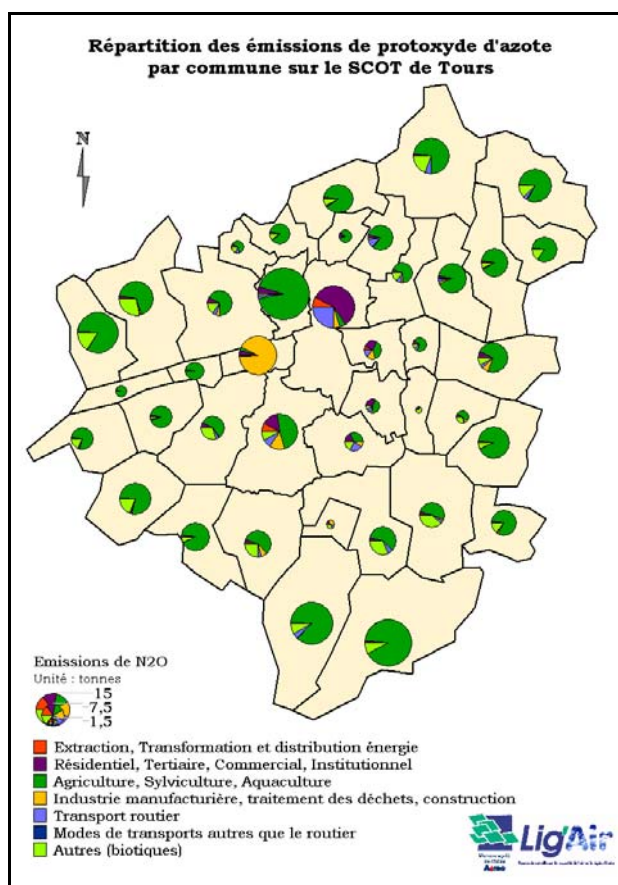 Répartition des émissions de protoxyde d'azote
par commune sur le SCOT de Tours
N
Emissions de N2O
Unité : tonnes
15
7,5
1,5
Extraction, Transformation et distribution énergie
Résidentiel, Tertiaire, Commercial, Institutionnel
Agriculture, Sylviculture, Aquaculture
Industrie manufacturière, traitement des déchets, construction
Transport routier
Modes de transports autres que le routier
Autres (biotiques)
Lig'Air